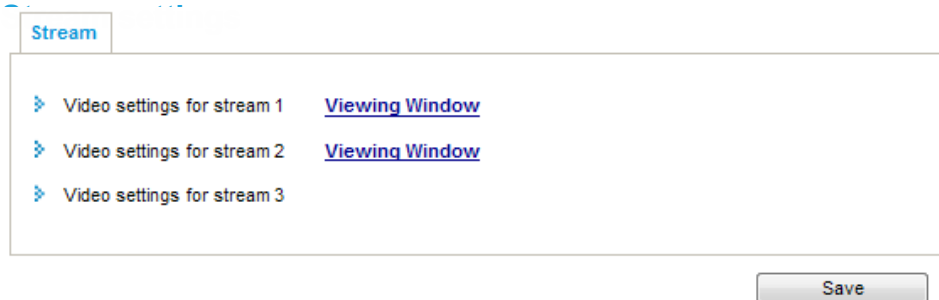 Stream
Video settings for stream 1 Viewing Window
Video settings for stream 2 Viewing Window
Video settings for stream 3
Save